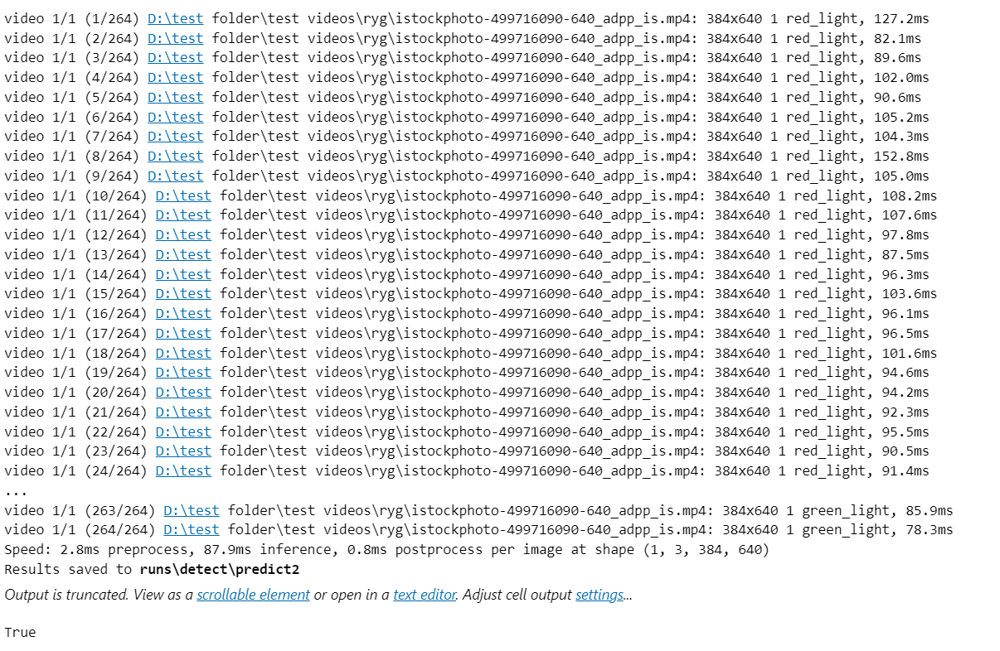 video 1/1 (1/264) D:\test folder\test videos\ryg\istockphoto-499716090-640_adpp_is.mp4: 384x640 1 red_light, 127.2ms
video 1/1 (2/264) D:\test folder\test videos\ryg\istockphoto-499716090-640_adpp_is.mp4: 384x640 1 red_light, 82.1ms
video 1/1 (3/264) D:\test folder\test videos\ryg\istockphoto-499716090-640_adpp_is.mp4: 384x640 1 red_light, 89.6ms
video 1/1 (4/264) D:\test folder\test videos\ryg\istockphoto-499716090-640_adpp_is.mp4: 384x640 1 red_light, 102.0ms
video 1/1 (5/264) D:\test folder\test videos\ryg\istockphoto-499716090-640_adpp_is.mp4: 384x640 1 red_light, 90.6ms
video 1/1 (6/264) D:\test folder\test videos\ryg\istockphoto-499716090-640_adpp_is.mp4: 384x640 1 red_light, 105.2ms
video 1/1 (7/264) D:\test folder\test videos\ryg\istockphoto-499716090-640_adpp_is.mp4: 384x640 1 red_light, 104.3ms
video 1/1 (8/264) D:\test folder\test videos\ryg\istockphoto-499716090-640_adpp_is.mp4: 384x640 1 red_light, 152.8ms
video 1/1 (9/264) D:\test folder\test videos\ryg\istockphoto-499716090-640_adpp_is.mp4: 384x640 1 red_light, 105.0ms
video 1/1 (10/264) D:\test folder\test videos\ryg\istockphoto-499716090-640_adpp_is.mp4: 384x640 1 red_light, 108.2ms
video 1/1 (11/264) D:\test folder\test videos\ryg\istockphoto-499716090-640_adpp_is.mp4: 384x640 1 red_light, 107.6ms
video 1/1 (12/264) D:\test folder\test videos\ryg\istockphoto-499716090-640_adpp_is.mp4: 384x640 1 red_light, 97.8ms
video 1/1 (13/264) D:\test folder\test videos\ryg\istockphoto-499716090-640_adpp_is.mp4: 384x640 1 red_light, 87.5ms
video 1/1 (14/264) D:\test folder\test videos\ryg\istockphoto-499716090-640_adpp_is.mp4: 384x640 1 red_light, 96.3ms
video 1/1 (15/264) D:\test folder\test videos\ryg\istockphoto-499716090-640_adpp_is.mp4: 384x640 1 red_light, 103.6ms
video 1/1 (16/264) D:\test folder\test videos\ryg\istockphoto-499716090-640_adpp_is.mp4: 384x640 1 red_light, 96.1ms
video 1/1 (17/264) D:\test folder\test videos\ryg\istockphoto-499716090-640_adpp_is.mp4: 384x640 1 red_light, 96.5ms
video 1/1 (18/264) D:\test folder\test videos\ryg\istockphoto-499716090-640_adpp_is.mp4: 384x640 1 red_light, 101.6ms
video 1/1 (19/264) D:\test folder\test videos\ryg\istockphoto-499716090-640_adpp_is.mp4: 384x640 1 red_light, 94.6ms
video 1/1 (20/264) D:\test folder\test videos\ryg\istockphoto-499716090-640_adpp_is.mp4: 384x640 1 red_light, 94.2ms
video 1/1 (21/264) D:\test folder\test videos\ryg\istockphoto-499716090-640_adpp_is.mp4: 384x640 1 red_light, 92.3ms
video 1/1 (22/264) D:\test folder\test videos\ryg\istockphoto-499716090-640_adpp_is.mp4: 384x640 1 red_light, 95.5ms
video 1/1 (23/264) D:\test folder\test videos\ryg\istockphoto-499716090-640_adpp_is.mp4: 384x640 1 red_light, 90.5ms
video 1/1 (24/264) D:\test folder\test videos\ryg\istockphoto-499716090-640_adpp_is.mp4: 384x640 1 red_light, 91.4ms
...
video 1/1 (263/264) D:\test folder\test videos\ryg\istockphoto-499716090-640_adpp_is.mp4: 384x640 1 green_light, 85.9ms
video 1/1 (264/264) D:\test folder\test videos\ryg\istockphoto-499716090-640_adpp_is.mp4: 384x640 1 green_light, 78.3ms
Speed: 2.8ms preprocess, 87.9ms inference, 0.8ms postprocess per image at shape (1, 3, 384, 640)
Results saved to runs\detect\predict2
Output is truncated. View as a scrollable element or open in a text editor. Adjust cell output settings...
True